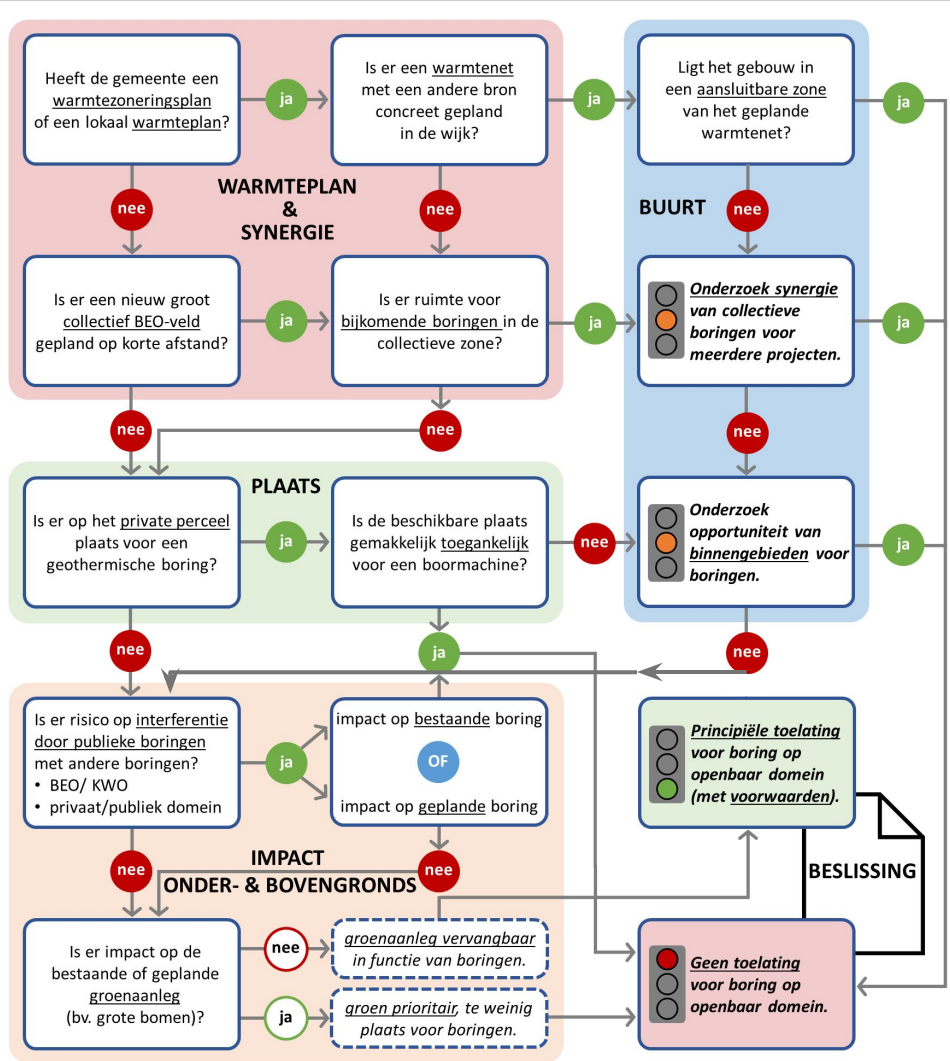 Heeft de gemeente een
warmtezoneringsplan
of een lokaal warmteplan?
ja
Is er een warmtenet
met een andere bron
concreet gepland
in de wijk?
ja
Ligt het gebouw in
een aansluitbare zone
van het geplande
warmtenet?
ja
nee
WARMTEPLAN
&
SYNERGIE
nee
BUURT
nee
Is er een nieuw groot
collectief BEO-veld
gepland op korte afstand?
ja
Is er ruimte voor
bijkomende boringen in de
collectieve zone?
ja
Onderzoek synergie
van collectieve
boringen voor
meerdere projecten.
ja
nee
nee
nee
PLAATS
Is er op het private perceel
plaats voor een
geothermische boring?
ja
Is de beschikbare plaats
gemakkelijk toegankelijk
voor een boormachine?
nee
Onderzoek
opportuniteit van
binnengebieden voor
boringen.
ja
nee
ja
nee
Is er risico op interferentie
door publieke boringen
met andere boringen?
• BEO/ KWO
• privaat/publiek domein
ja
impact op bestaande boring
OF
impact op geplande boring
Principiële toelating
voor boring op
openbaar domein
(met voorwaarden).
nee
IMPACT
ONDER- & BOVENGRONDS
nee
BESLISSING
Is er impact op de
bestaande of geplande
groenaanleg
(bv. grote bomen)?
nee
groenaanleg vervangbaar
in functie van boringen.
ja
groen prioritair, te weinig
plaats voor boringen.
Geen toelating
voor boring op
openbaar domein.